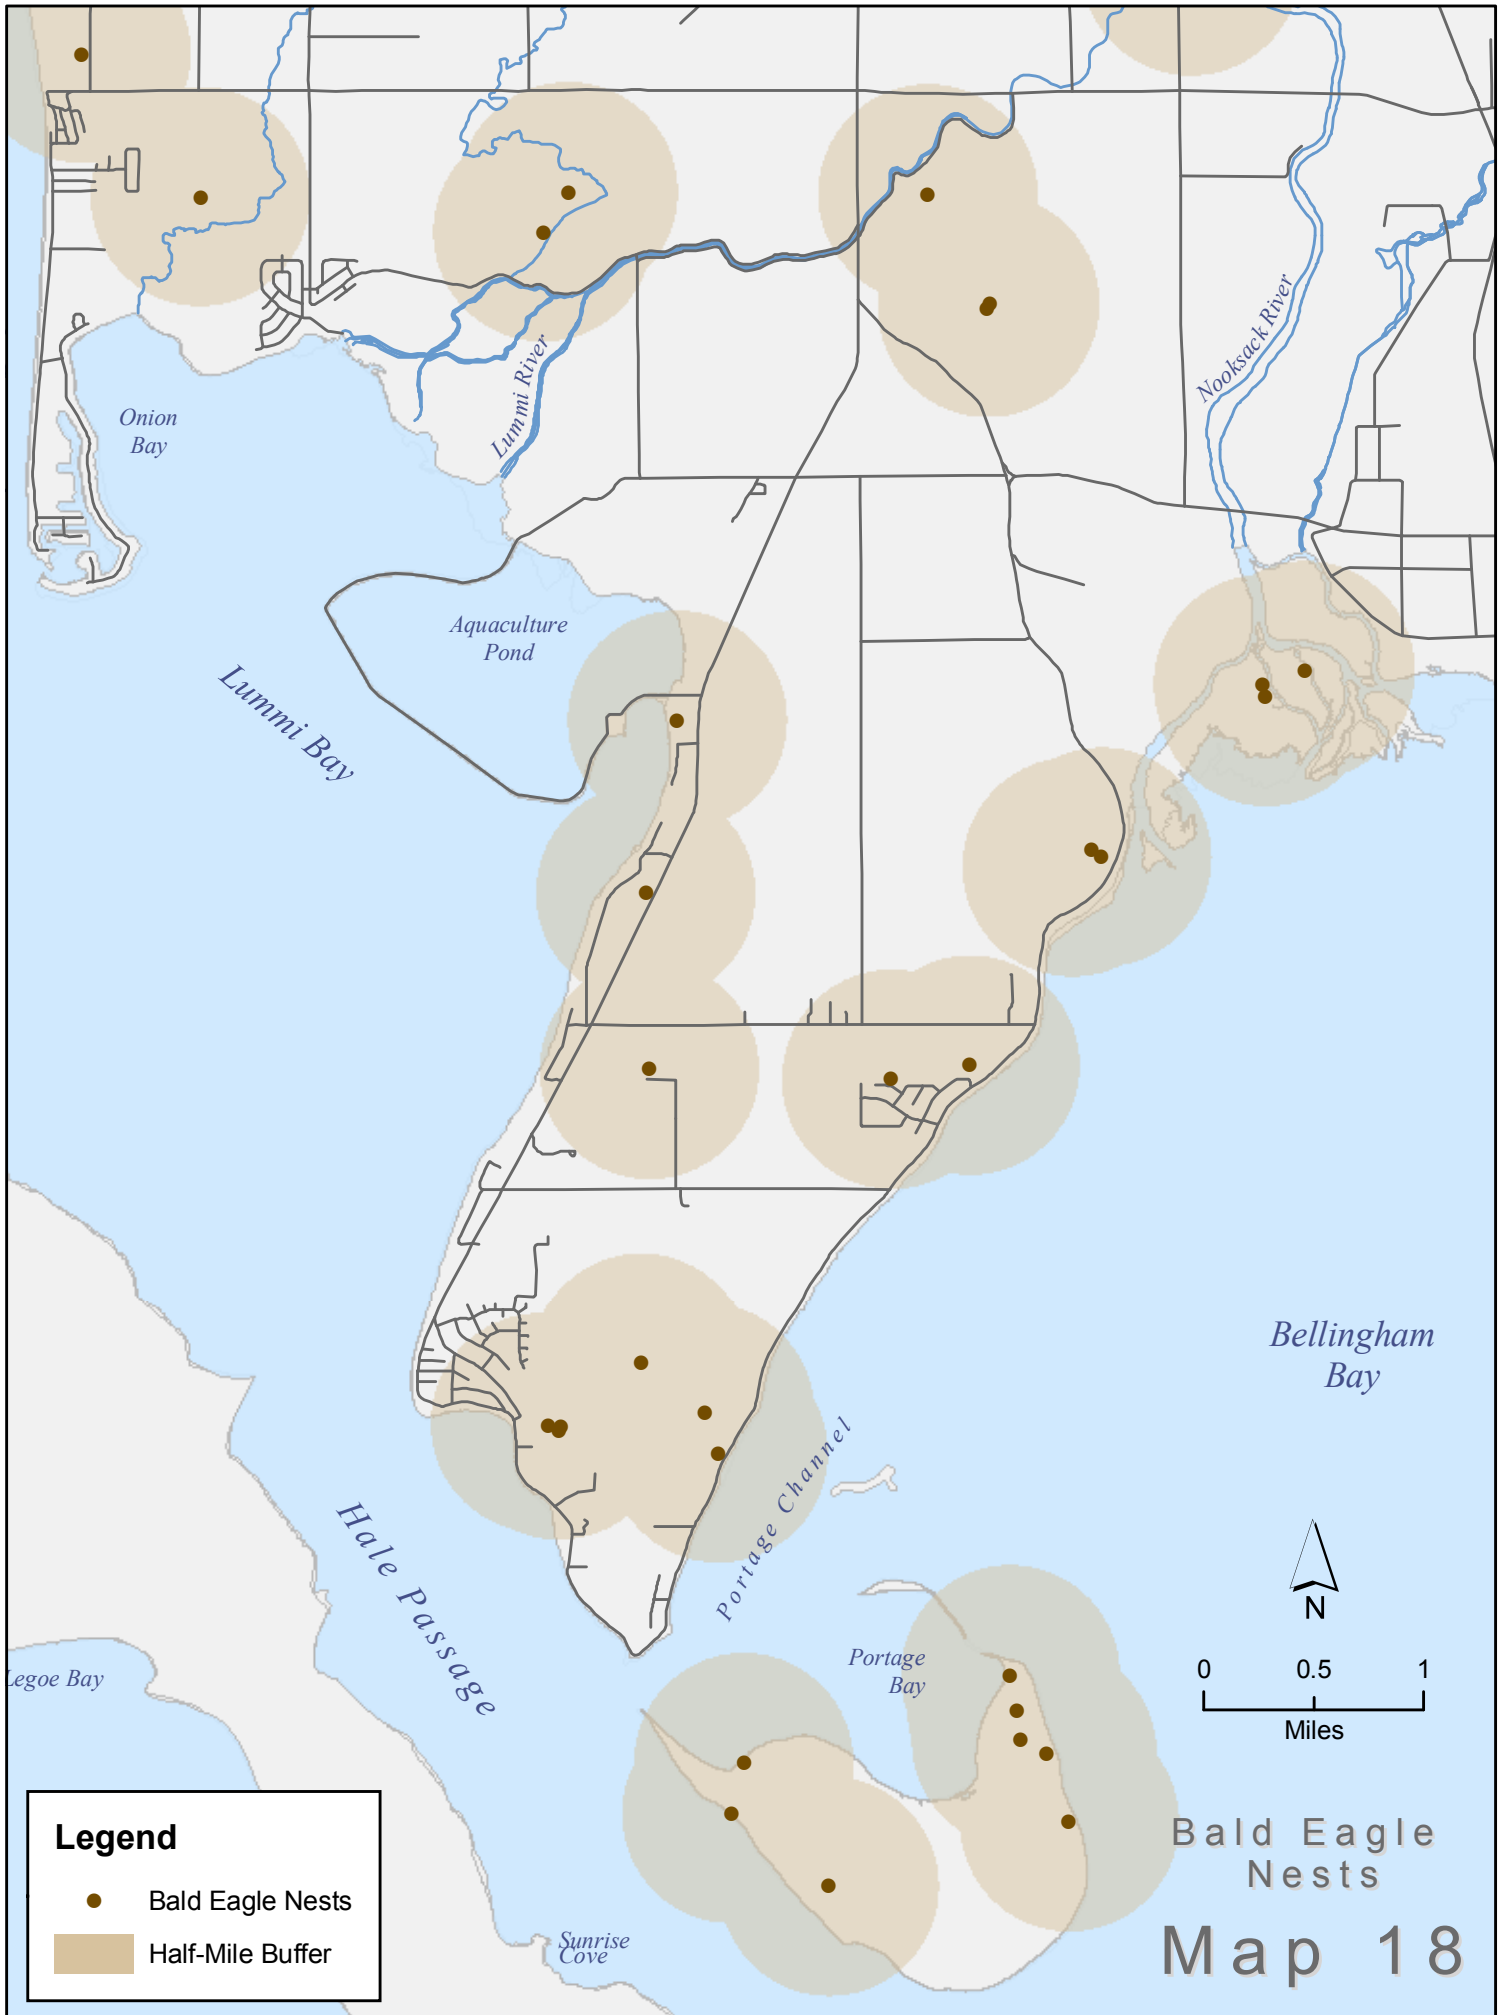 Onion
Bay
Lummi River
Nooksack River
Aquaculture
Pond
Lummi Bay
Bellingham
Bay
Portage Channel
Hale Passage
N
Portage
Bay
Legoe Bay
0 0.5 1
Miles
Legend
Bald Eagle Nests
Half-Mile Buffer
Sunrise
Cove
Bald Eagle
Nests
Map 18